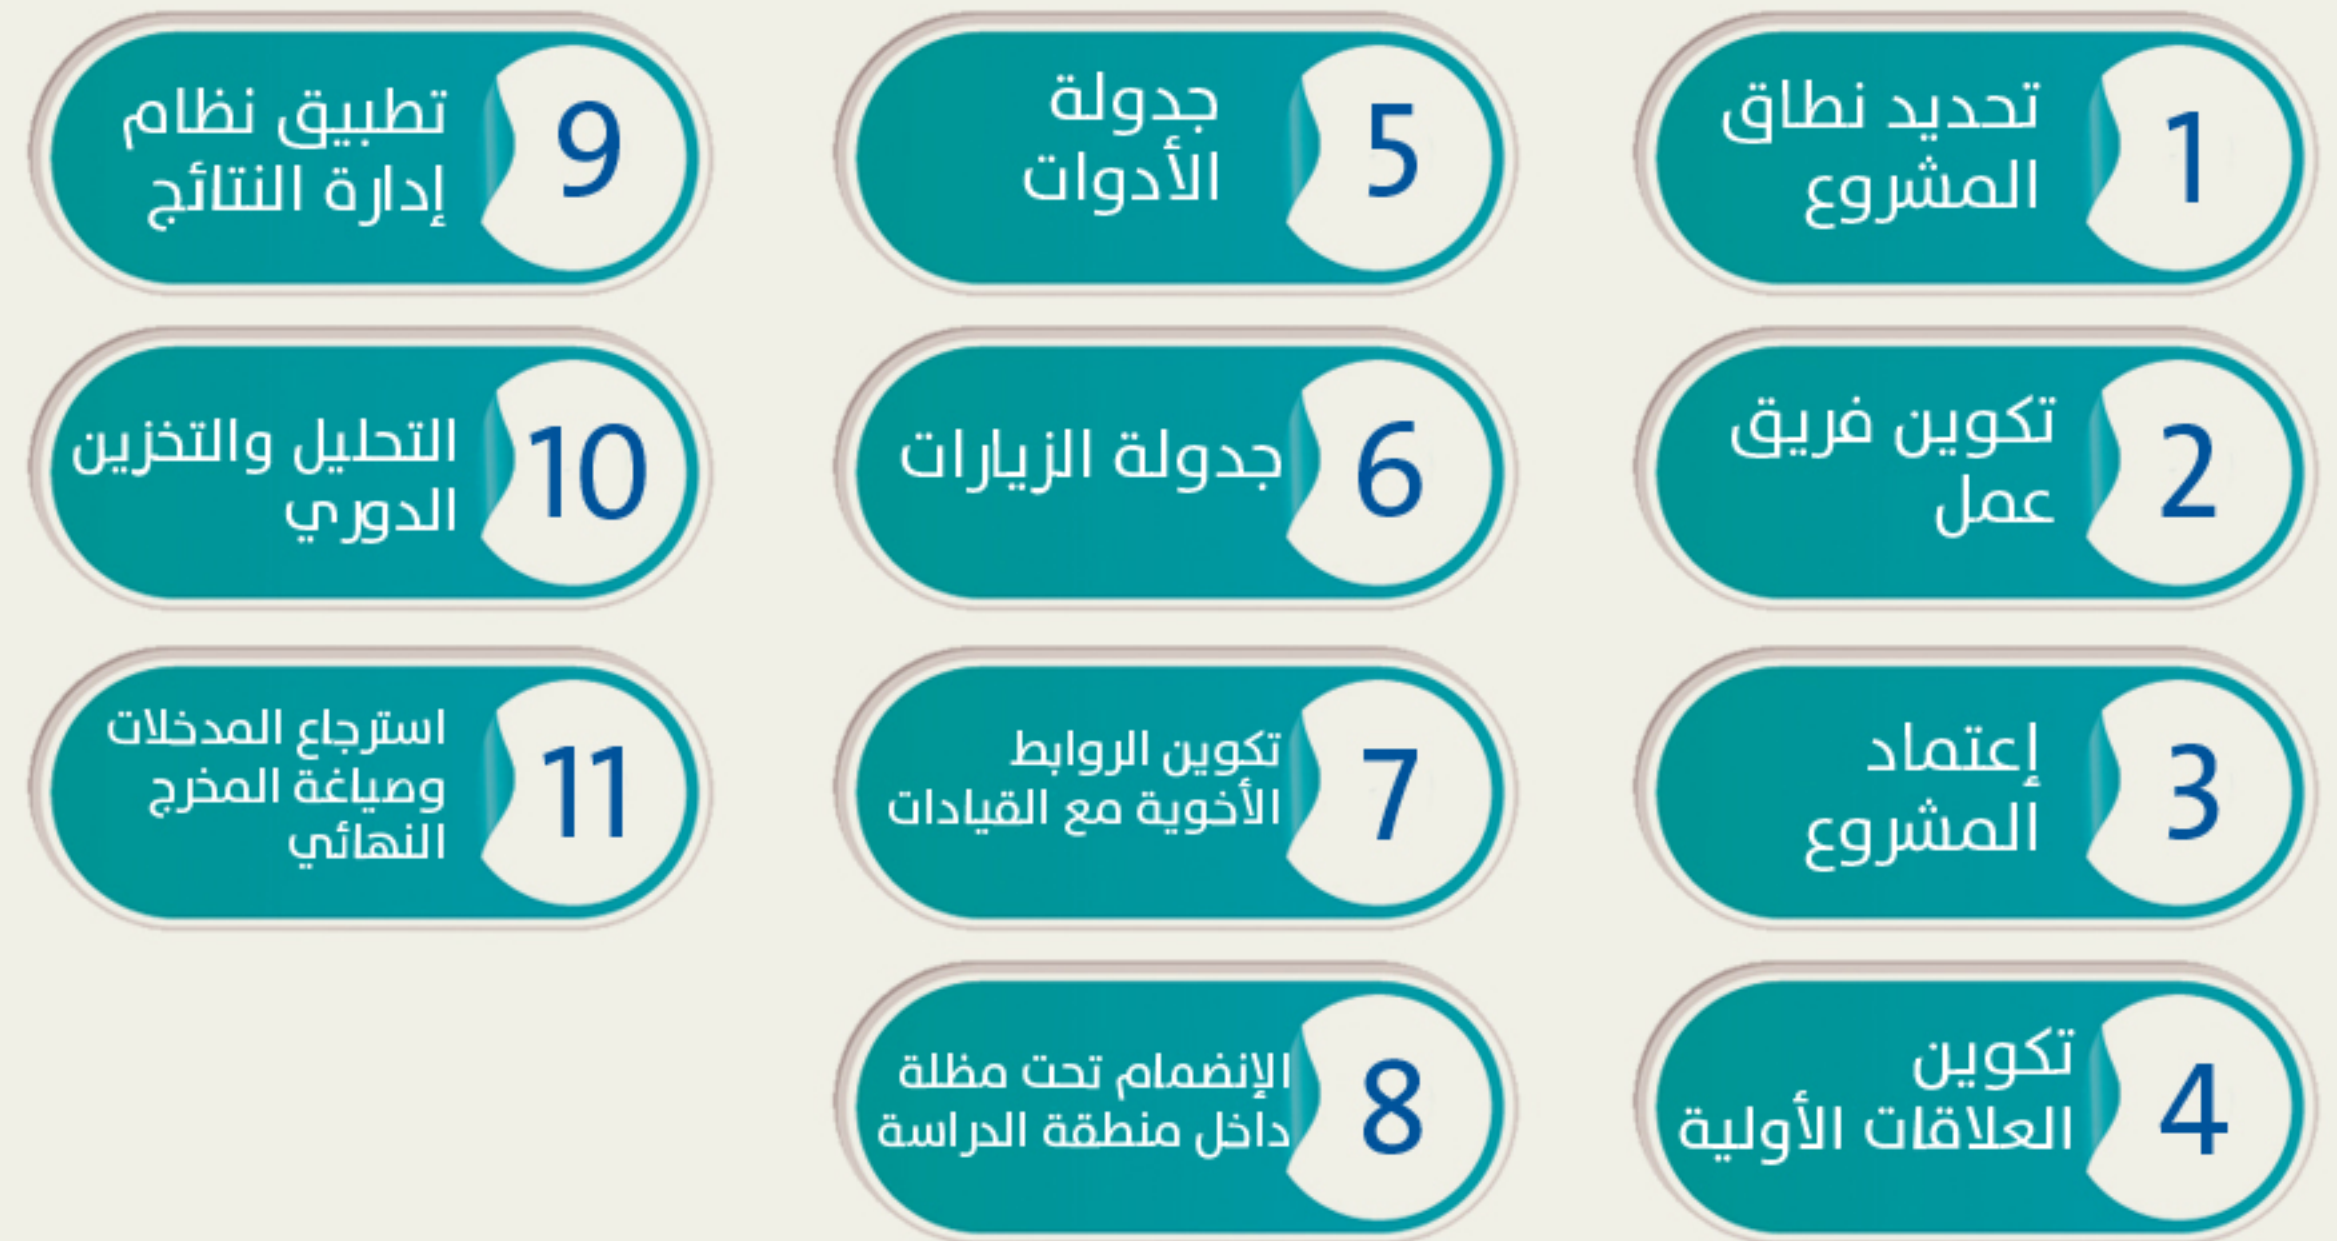 1
تحديد نطاق
المشروع
2
تكوين فريق
عمل
3
إعتماد
المشروع
4
تكوين
العلاقات الأولية
5
جدولة
الأدوات
6
جدولة الزيارات
7
تكوين الروابط
الأخوية مع القيادات
8
الإنضمام تحت مظلة
داخل منطقة الدراسة
9
تطبيق نظام
إدارة النتائج
10
التحليل والتخزين
الدوري
11
استرجاع المدخلات
وصياغة المخرج
النهائي